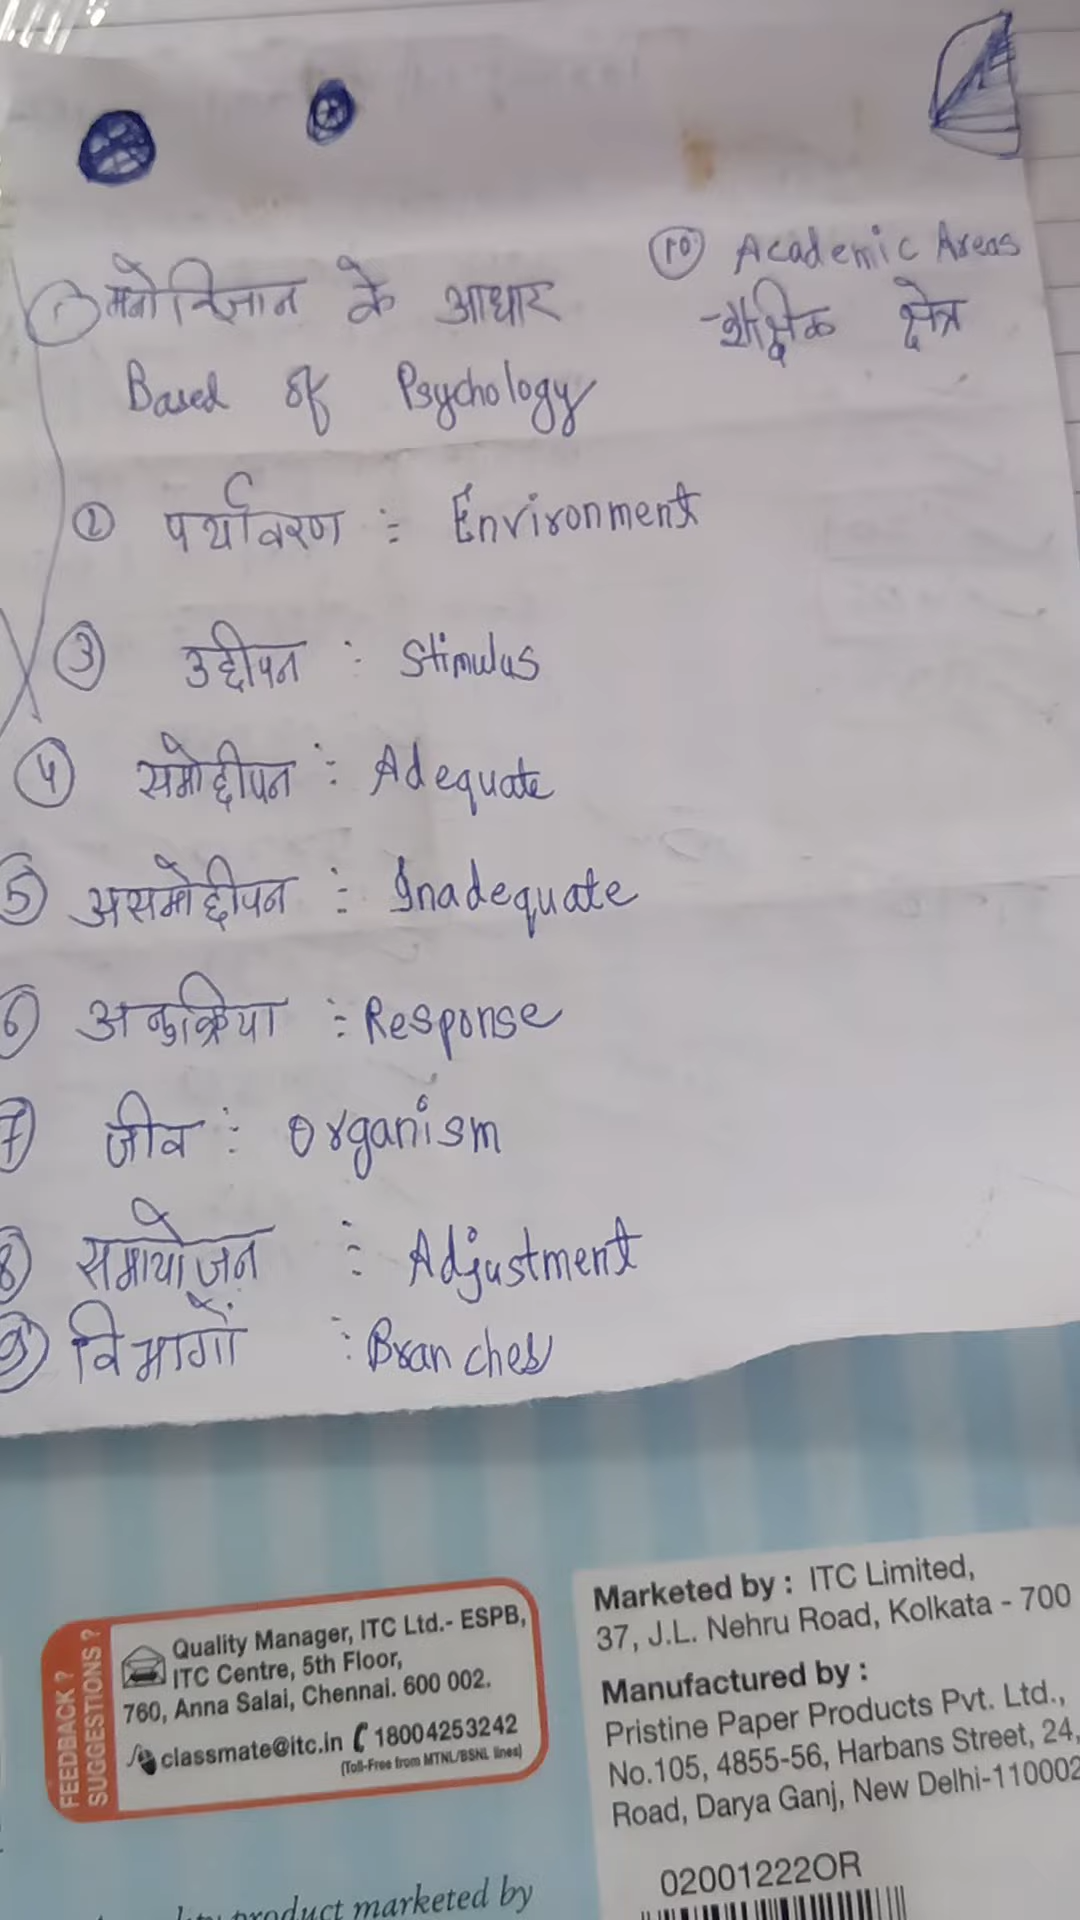 ① मनोविज्ञान के आधार
Based of Psychology
② पर्यावरण : Environment
③ उद्दीपन : Stimulus
④ समोद्दीपन : Adequate
⑤ असमोद्दीपन : Inadequate
⑥ अनुक्रिया : Response
⑦ जीव : Organism
⑧ समायोजन : Adjustment
⑨ विभागों : Branches
⑩ Academic Areas
- शैक्षिक क्षेत्र
FEEDBACK ?
SUGGESTIONS ?
Quality Manager, ITC Ltd.- ESPB,
ITC Centre, 5th Floor,
760, Anna Salai, Chennai. 600 002.
classmate@itc.in 18004253242
(Toll-Free from MTNL/BSNL lines)
Marketed by : ITC Limited,
37, J.L. Nehru Road, Kolkata - 700
Manufactured by :
Pristine Paper Products Pvt. Ltd.,
No.105, 4855-56, Harbans Street, 24,
Road, Darya Ganj, New Delhi-110002
02001222OR
product marketed by